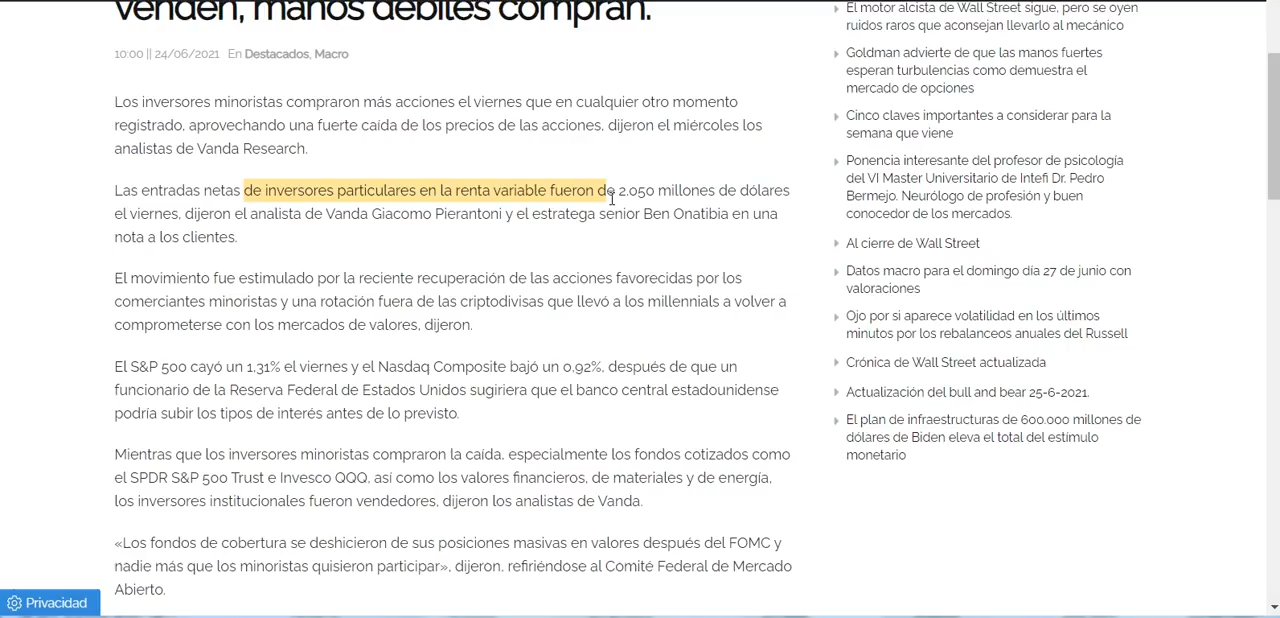 venden, manos débiles compran.
10:00 || 24/06/2021 En Destacados, Macro
Los inversores minoristas compraron más acciones el viernes que en cualquier otro momento
registrado, aprovechando una fuerte caída de los precios de las acciones, dijeron el miércoles los
analistas de Vanda Research.
Las entradas netas de inversores particulares en la renta variable fueron de 2.050 millones de dólares
el viernes, dijeron el analista de Vanda Giacomo Pierantoni y el estratega senior Ben Onatibia en una
nota a los clientes.
El movimiento fue estimulado por la reciente recuperación de las acciones favorecidas por los
comerciantes minoristas y una rotación fuera de las criptodivisas que llevó a los millennials a volver a
comprometerse con los mercados de valores, dijeron.
El S&P 500 cayó un 1,31% el viernes y el Nasdaq Composite bajó un 0,92%, después de que un
funcionario de la Reserva Federal de Estados Unidos sugiriera que el banco central estadounidense
podría subir los tipos de interés antes de lo previsto.
Mientras que los inversores minoristas compraron la caída, especialmente los fondos cotizados como
el SPDR S&P 500 Trust e Invesco QQQ, así como los valores financieros, de materiales y de energía,
los inversores institucionales fueron vendedores, dijeron los analistas de Vanda.
«Los fondos de cobertura se deshicieron de sus posiciones masivas en valores después del FOMC y
nadie más que los minoristas quisieron participar», dijeron, refiriéndose al Comité Federal de Mercado
Abierto.
Privacidad
El motor alcista de Wall Street sigue, pero se oyen
ruidos raros que aconsejan llevarlo al mecánico
Goldman advierte de que las manos fuertes
esperan turbulencias como demuestra el
mercado de opciones
Cinco claves importantes a considerar para la
semana que viene
Ponencia interesante del profesor de psicología
del VI Master Universitario de Intefi Dr. Pedro
Bermejo. Neurólogo de profesión y buen
conocedor de los mercados.
Al cierre de Wall Street
Datos macro para el domingo día 27 de junio con
valoraciones
Ojo por si aparece volatilidad en los últimos
minutos por los rebalanceos anuales del Russell
Crónica de Wall Street actualizada
Actualización del bull and bear 25-6-2021.
El plan de infraestructuras de 600.000 millones de
dólares de Biden eleva el total del estímulo
monetario